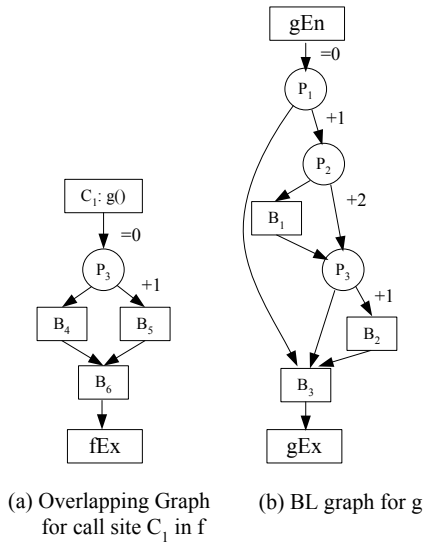 C₁: g()
=0
P₃
+1
B₄
B₅
B₆
fEx
(a) Overlapping Graph
for call site C₁ in f
gEn
=0
P₁
+1
P₂
+2
B₁
P₃
+1
B₂
B₃
gEx
(b) BL graph for g